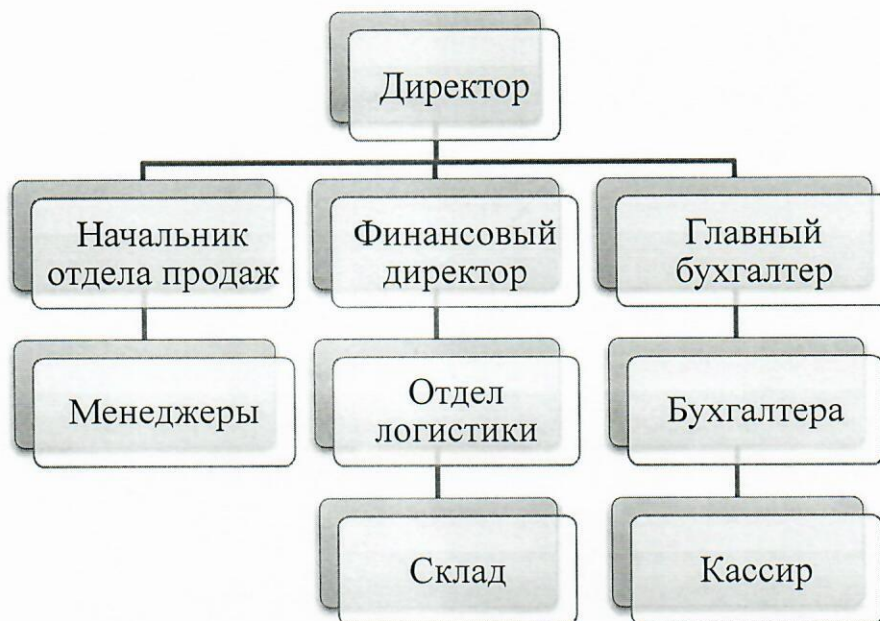 Директор
Начальник
отдела продаж
Финансовый
директор
Главный
бухгалтер
Менеджеры
Отдел
логистики
Бухгалтера
Склад
Кассир